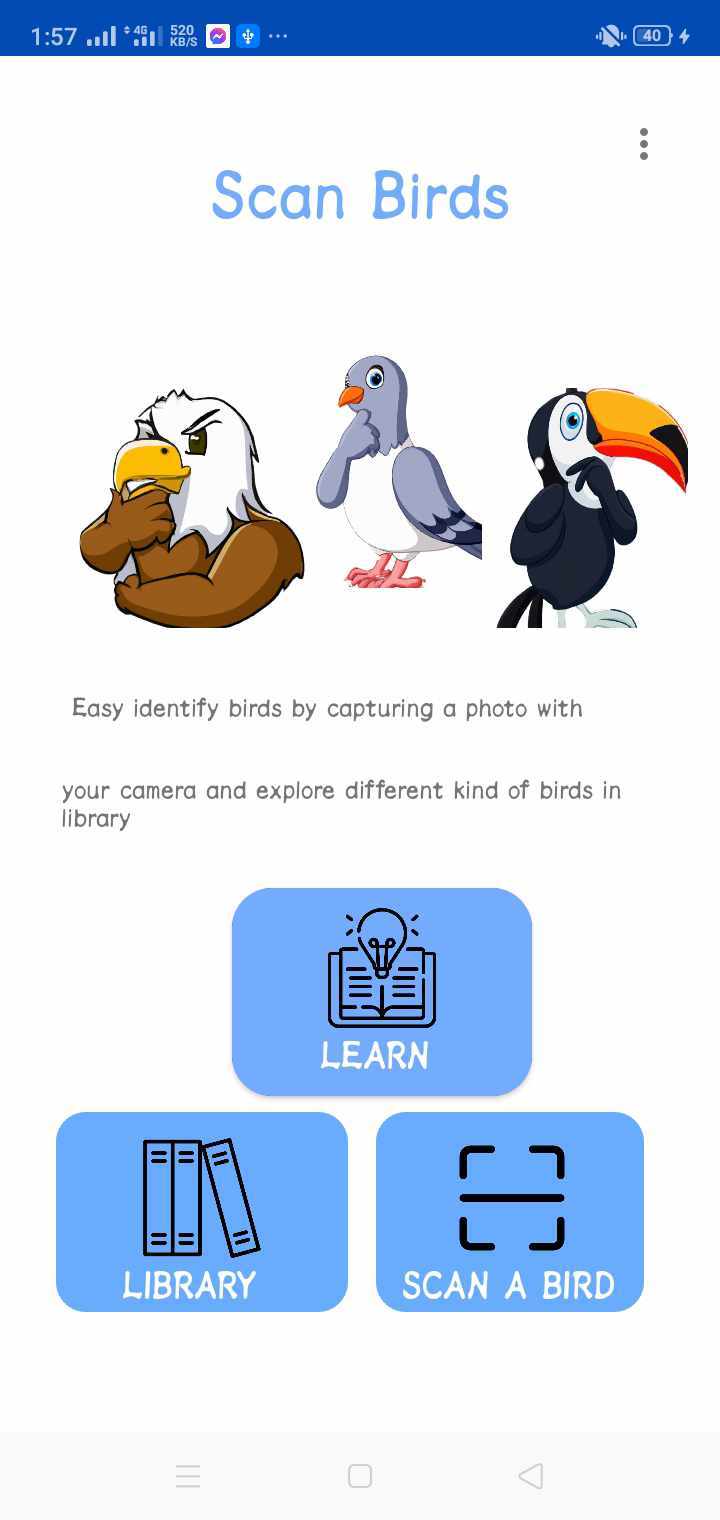 1:57 4G 520 KB/S 40
Scan Birds
Easy identify birds by capturing a photo with
your camera and explore different kind of birds in
library
LEARN
LIBRARY
SCAN A BIRD